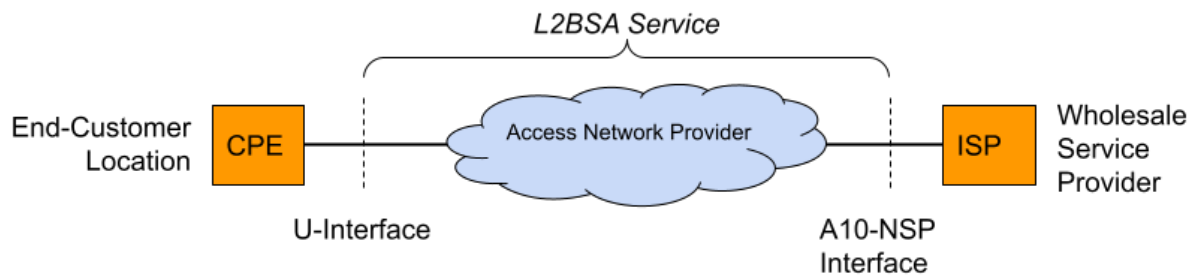 L2BSA Service
End-Customer
Location
CPE
Access Network Provider
ISP
Wholesale
Service
Provider
U-Interface
A10-NSP
Interface